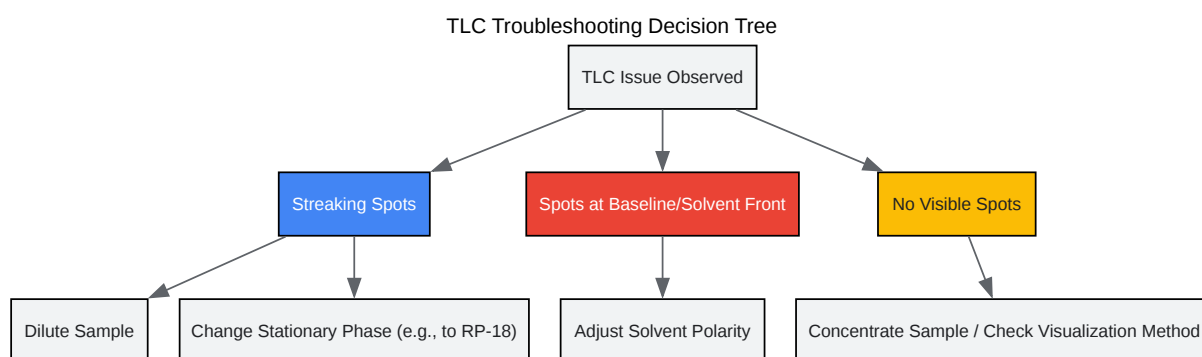 TLC Troubleshooting Decision Tree
TLC Issue Observed
Streaking Spots
Spots at Baseline/Solvent Front
No Visible Spots
Dilute Sample
Change Stationary Phase (e.g., to RP-18)
Adjust Solvent Polarity
Concentrate Sample / Check Visualization Method